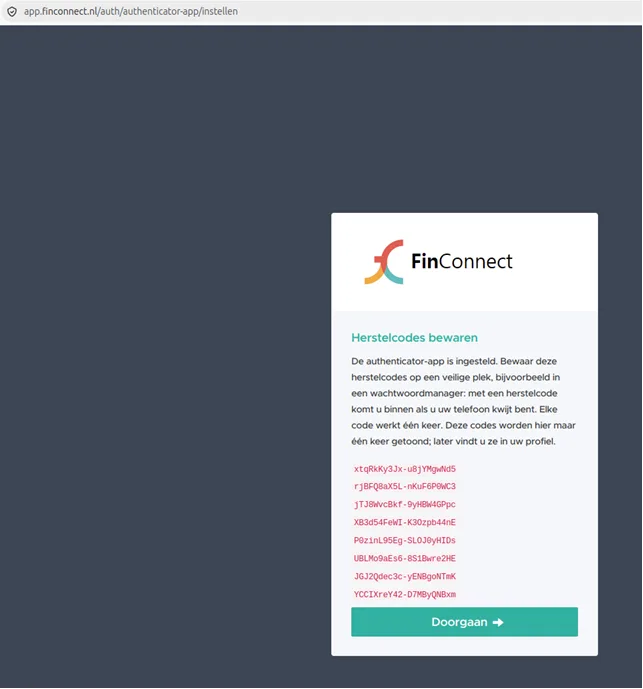 app.finconnect.nl/auth/authenticator-app/instellen
FinConnect
Herstelcodes bewaren
De authenticator-app is ingesteld. Bewaar deze
herstelcodes op een veilige plek, bijvoorbeeld in
een wachtwoordmanager: met een herstelcode
komt u binnen als u uw telefoon kwijt bent. Elke
code werkt één keer. Deze codes worden hier maar
één keer getoond; later vindt u ze in uw profiel.
xtqRkKy3Jx-u8jYMgwNd5
rjBFQ8aX5L-nKuF6P0WC3
jTJ8WvcBkf-9yHBW4GPpc
XB3d54FeWI-K3Ozpb44nE
P0zinL95Eg-SLOJ0yHIDs
UBLMo9aEs6-8S1Bwre2HE
JGJ2Qdec3c-yENBgoNTmK
YCCIXreY42-D7MByQNBxm
Doorgaan